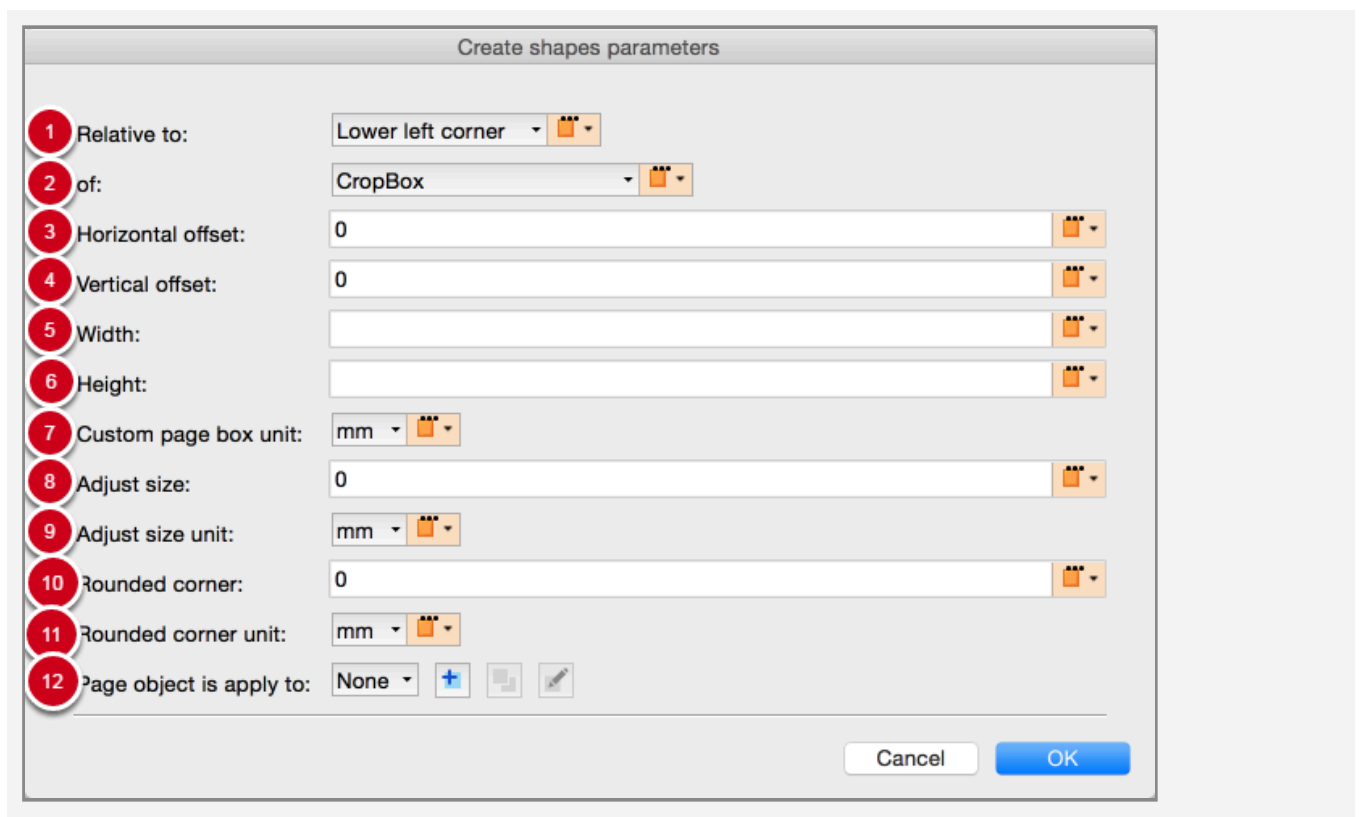 Create shapes parameters
1 Relative to: Lower left corner
2 of: CropBox
3 Horizontal offset: 0
4 Vertical offset: 0
5 Width:
6 Height:
7 Custom page box unit: mm
8 Adjust size: 0
9 Adjust size unit: mm
10 Rounded corner: 0
11 Rounded corner unit: mm
12 Page object is apply to: None
Cancel OK